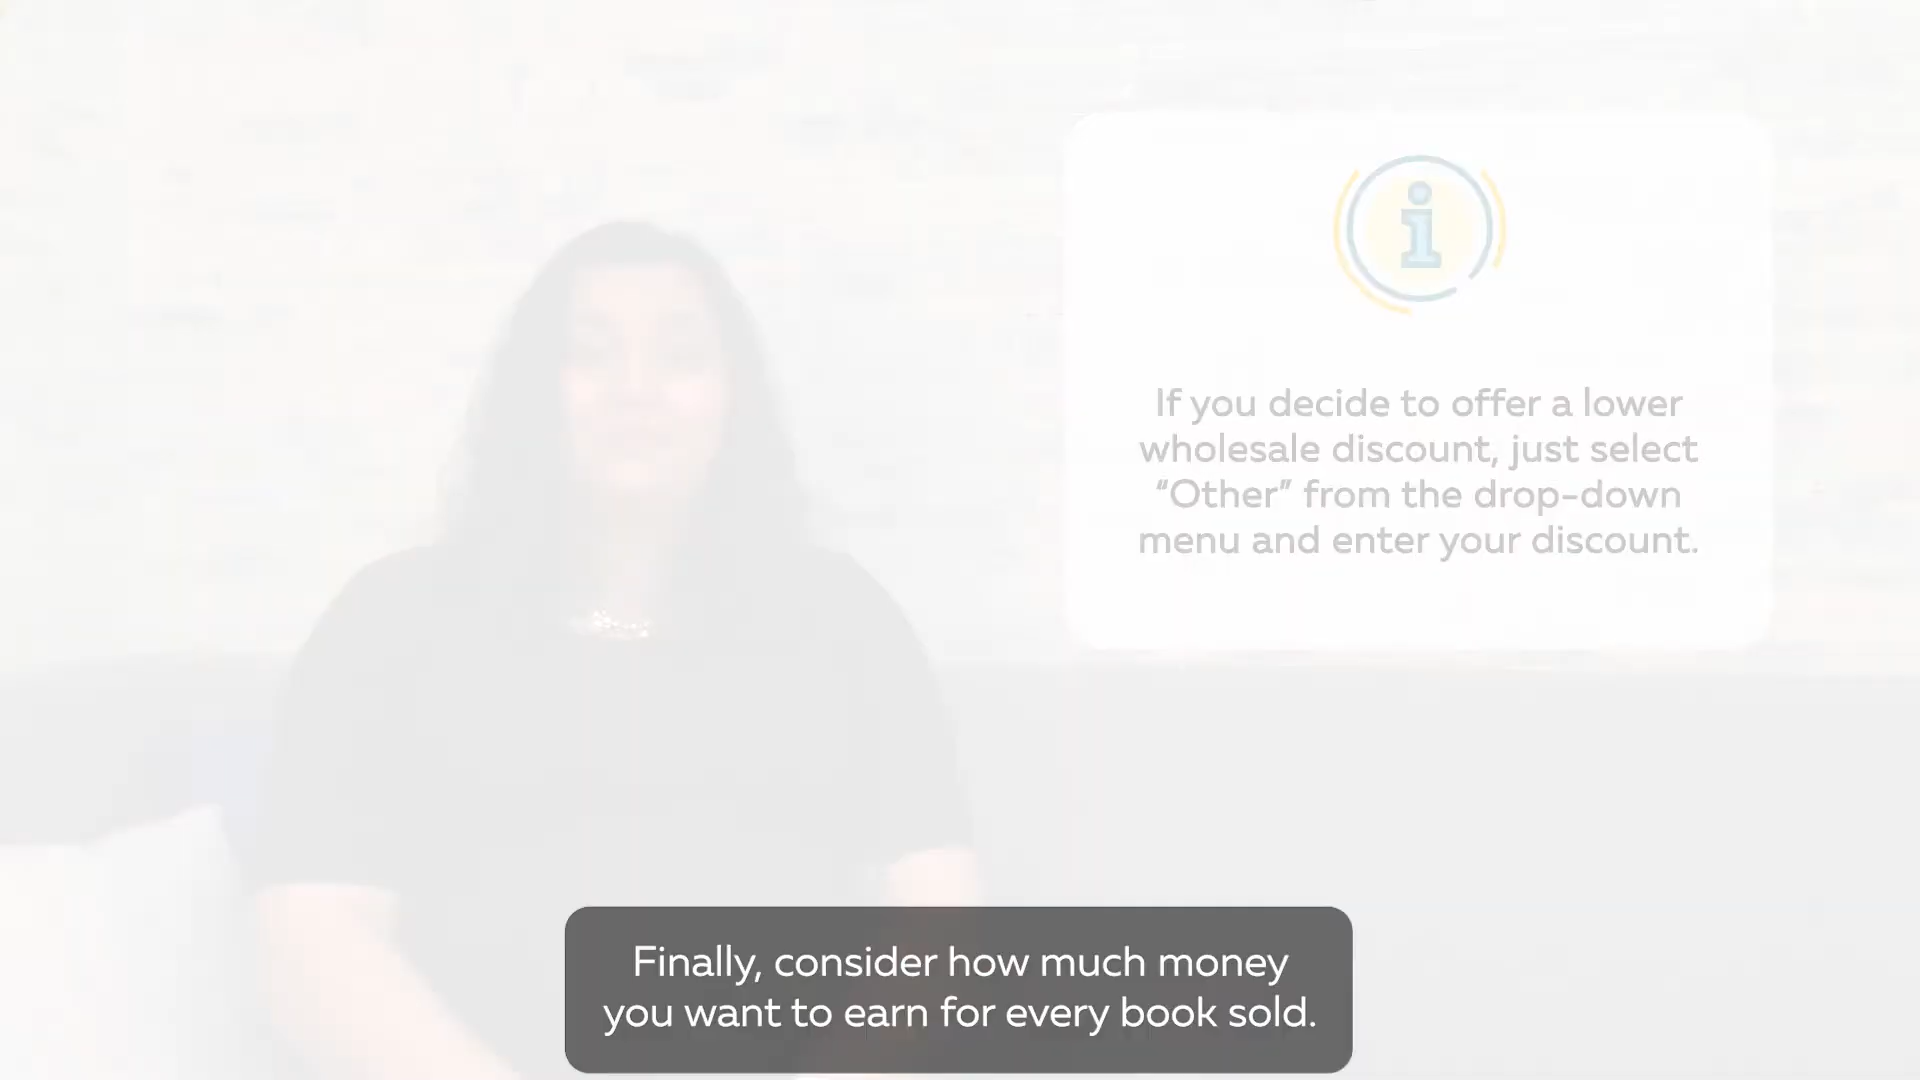 If you decide to offer a lower
wholesale discount, just select
“Other” from the drop-down
menu and enter your discount.
Finally, consider how much money
you want to earn for every book sold.